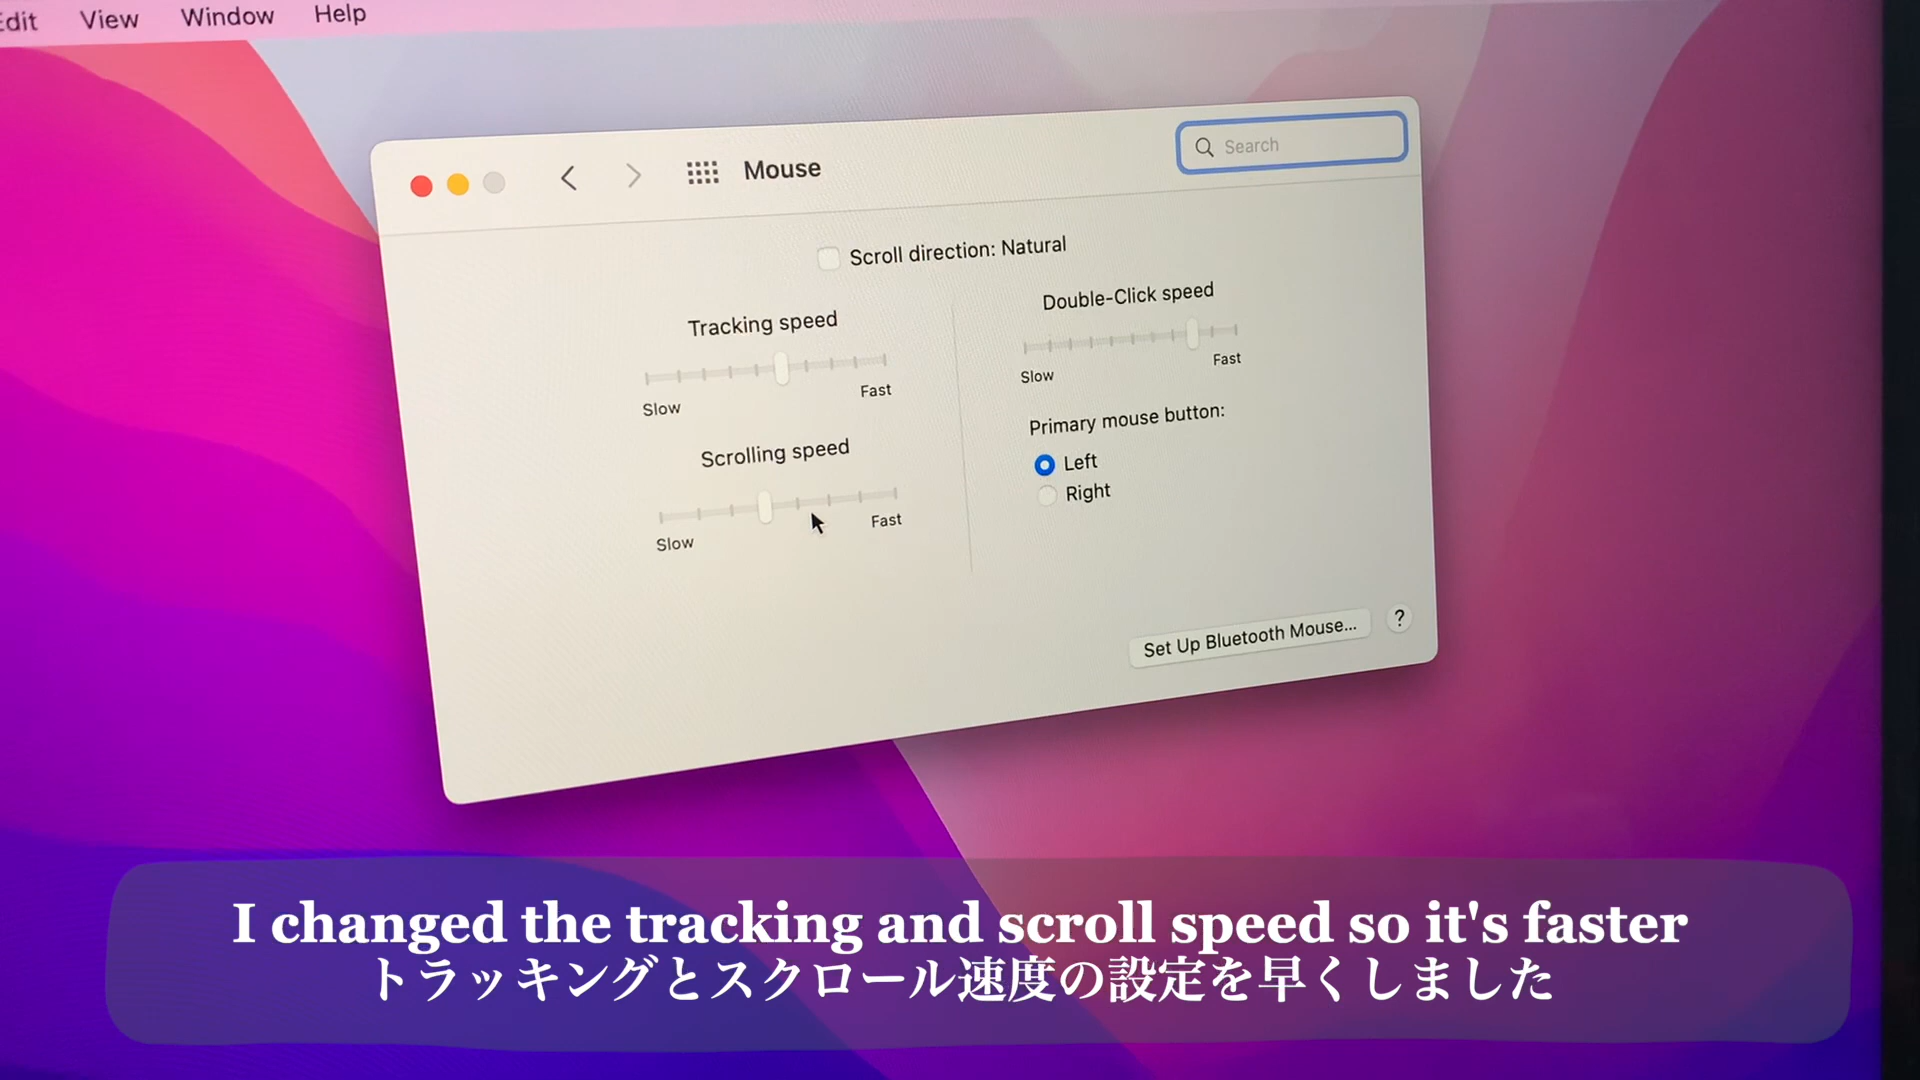 Edit View Window Help
Mouse
Search
Scroll direction: Natural
Tracking speed
Slow Fast
Scrolling speed
Slow Fast
Double-Click speed
Slow Fast
Primary mouse button:
Left
Right
Set Up Bluetooth Mouse...
?
I changed the tracking and scroll speed so it's faster
トラッキングとスクロール速度の設定を早くしました